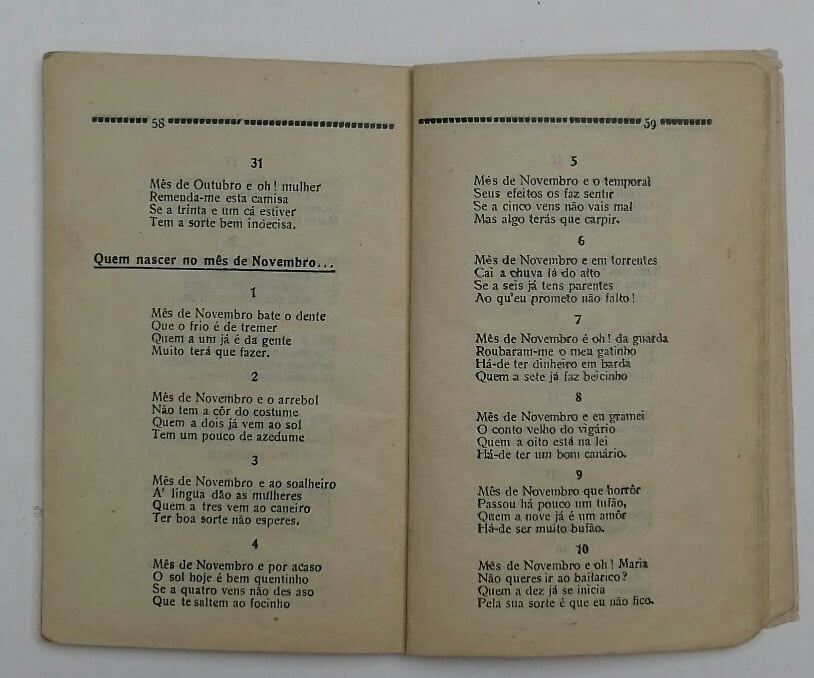 58
31
Mês de Outubro e oh! mulher
Remenda-me esta camisa
Se a trinta e um cá estiver
Tem a sorte bem indecisa.
Quem nascer no mês de Novembro...
1
Mês de Novembro bate o dente
Que o frio é de tremer
Quem a um já é da gente
Muito terá que fazer.
2
Mês de Novembro e o arrebol
Não tem a côr do costume
Quem a dois já vem ao sol
Tem um pouco de azedume
3
Mês de Novembro e ao soalheiro
A' lingua dão as mulheres
Quem a tres vem ao caneiro
Ter boa sorte não esperes.
4
Mês de Novembro e por acaso
O sol hoje é bem quentinho
Se a quatro vens não des aso
Que te saltem ao focinho
59
5
Mês de Novembro e o temporal
Seus efeitos os faz sentir
Se a cinco vens não vais mal
Mas algo terás que carpir.
6
Mês de Novembro e em torrentes
Cai a chuva lá do alto
Se a seis já tens parentes
Ao qu'eu prometo não falto!
7
Mês de Novembro é oh! da guarda
Roubaram-me o meu gatinho
Há-de ter dinheiro em barda
Quem a sete já faz beicinho
8
Mês de Novembro e eu gramei
O conto velho do vigário
Quem a oito está na lei
Há-de ter um bom canário.
9
Mês de Novembro que horrôr
Passou há pouco um tufão,
Quem a nove já é um amôr
Há-de ser muito bufão.
10
Mês de Novembro e oh! Maria
Não queres ir ao bailarico?
Quem a dez já se inicia
Pela sua sorte é que eu não fico.